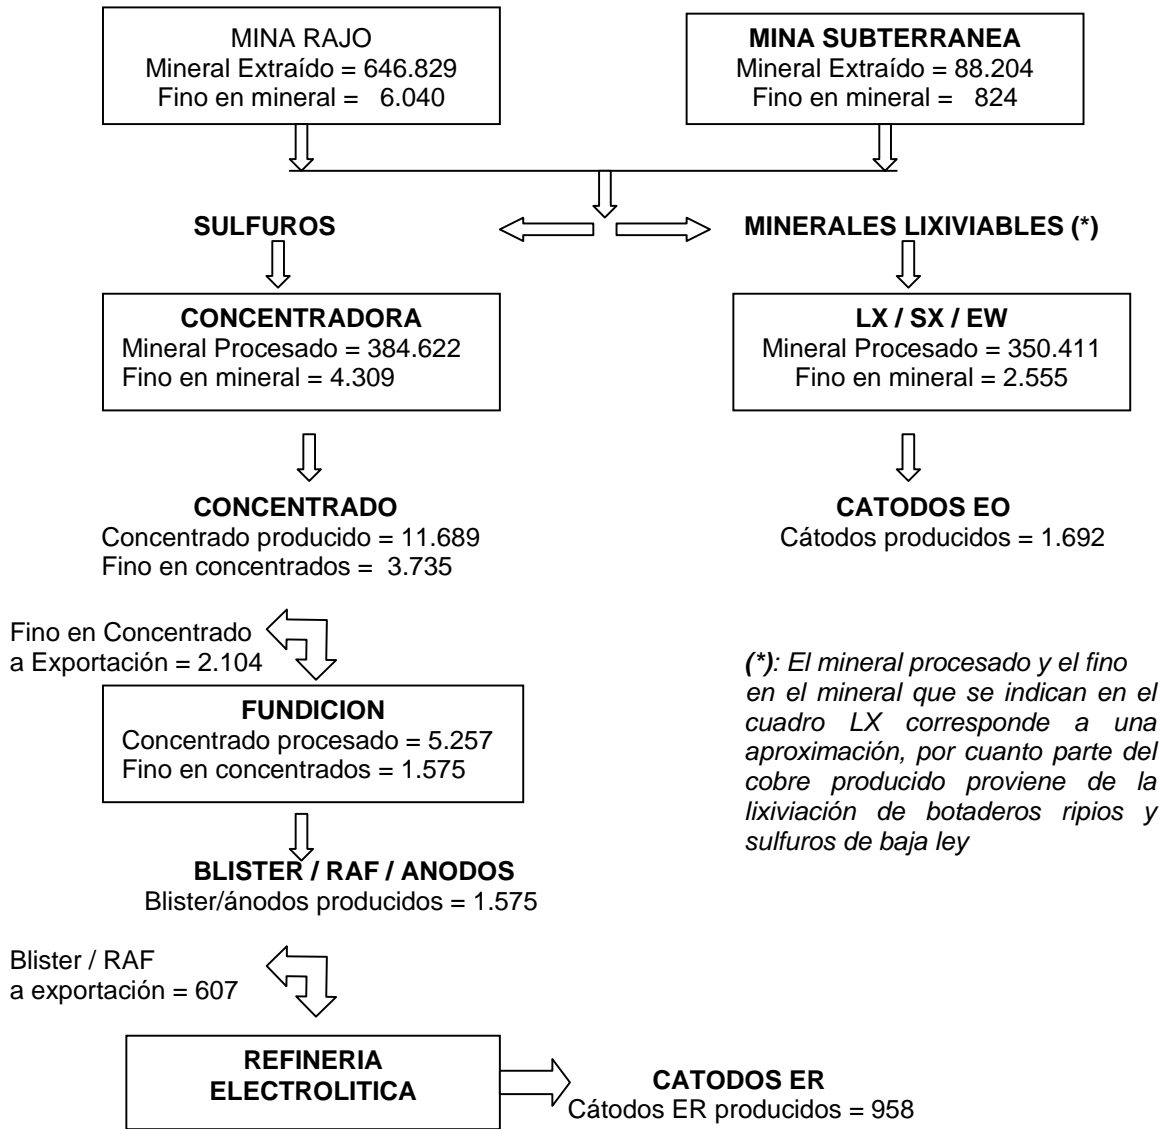 MINA RAJO
Mineral Extraído = 646.829
Fino en mineral = 6.040
MINA SUBTERRANEA
Mineral Extraído = 88.204
Fino en mineral = 824
SULFUROS
MINERALES LIXIVIABLES (*)
CONCENTRADORA
Mineral Procesado = 384.622
Fino en mineral = 4.309
LX / SX / EW
Mineral Procesado = 350.411
Fino en mineral = 2.555
CONCENTRADO
Concentrado producido = 11.689
Fino en concentrados = 3.735
CATODOS EO
Cátodos producidos = 1.692
Fino en Concentrado
a Exportación = 2.104
FUNDICION
Concentrado procesado = 5.257
Fino en concentrados = 1.575
(*): El mineral procesado y el fino
en el mineral que se indican en el
cuadro LX corresponde a una
aproximación, por cuanto parte del
cobre producido proviene de la
lixiviación de botaderos ripios y
sulfuros de baja ley
BLISTER / RAF / ANODOS
Blister/ánodos producidos = 1.575
Blister / RAF
a exportación = 607
REFINERIA
ELECTROLITICA
CATODOS ER
Cátodos ER producidos = 958